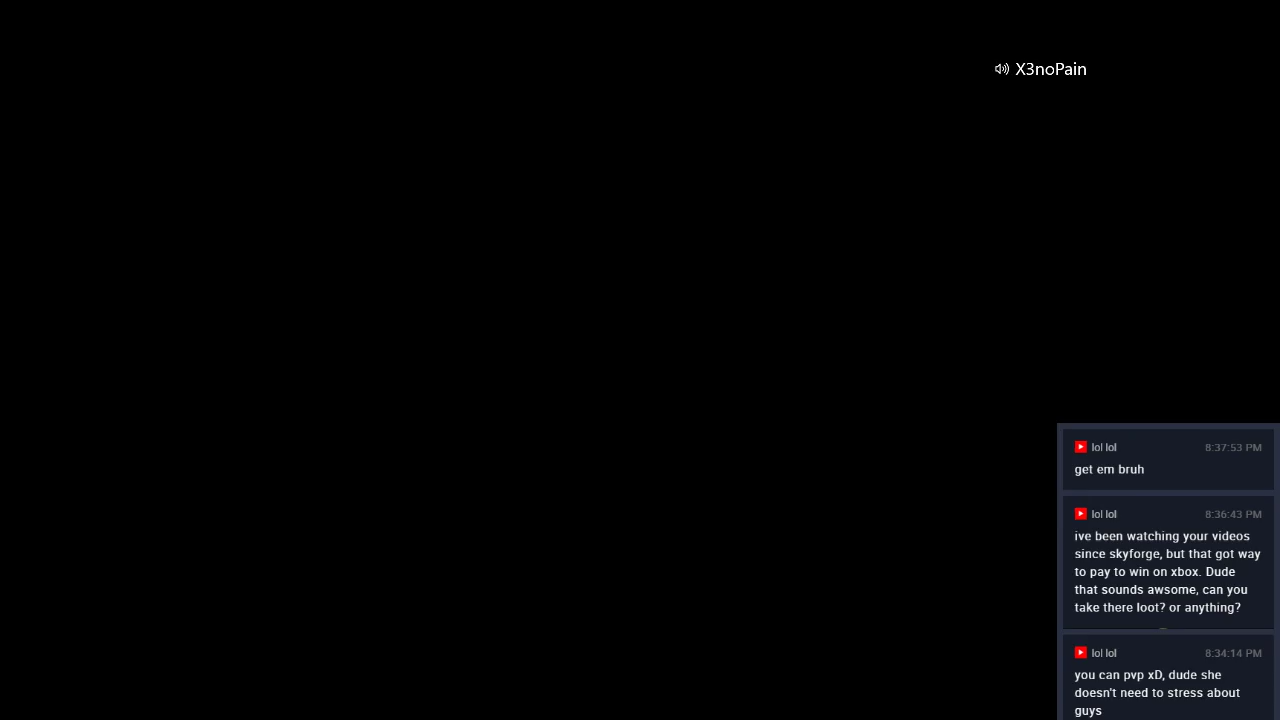 X3noPain
lol lol 8:37:53 PM
get em bruh
lol lol 8:36:43 PM
ive been watching your videos
since skyforge, but that got way
to pay to win on xbox. Dude
that sounds awsome, can you
take there loot? or anything?
lol lol 8:34:14 PM
you can pvp xD, dude she
doesn't need to stress about
guys